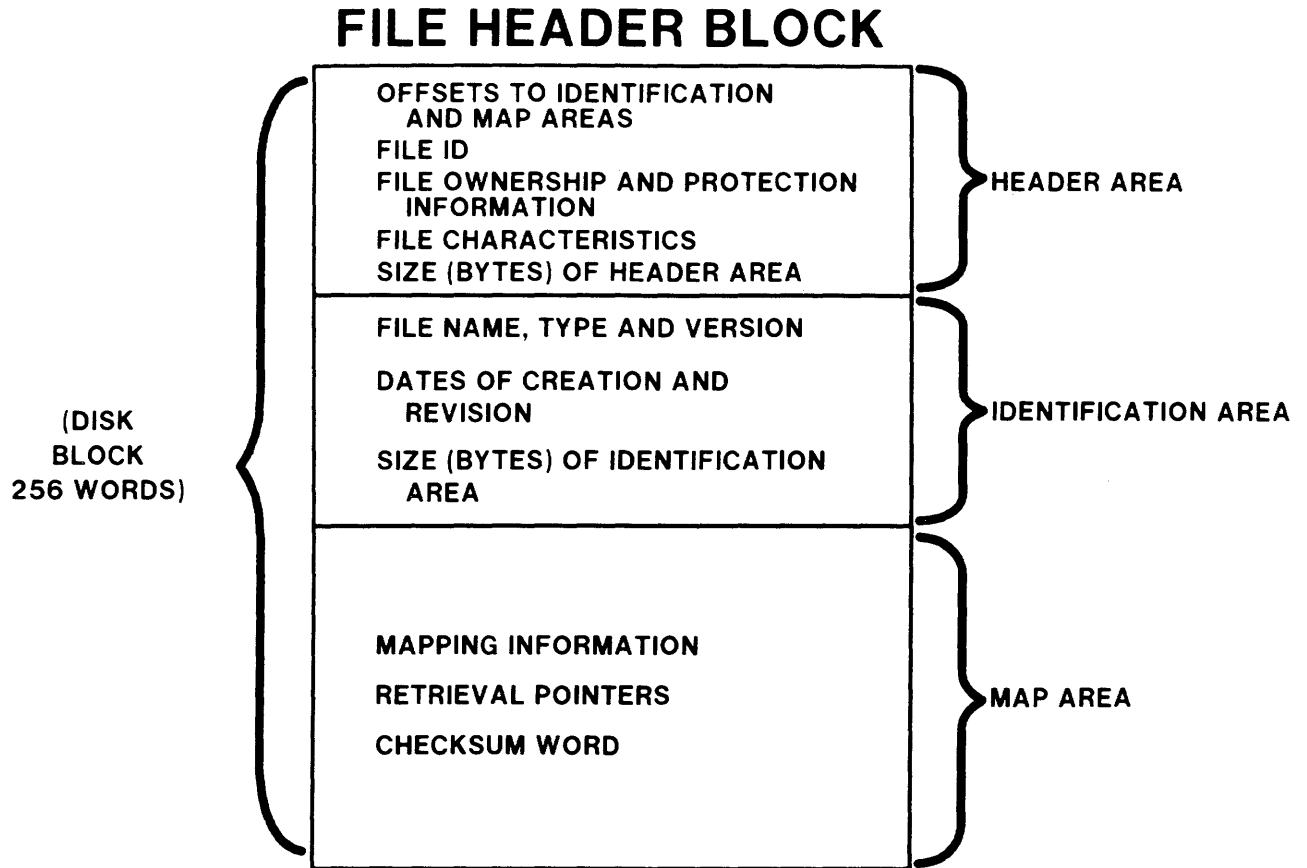 FILE HEADER BLOCK
OFFSETS TO IDENTIFICATION
AND MAP AREAS
FILE ID
FILE OWNERSHIP AND PROTECTION
INFORMATION
FILE CHARACTERISTICS
SIZE (BYTES) OF HEADER AREA
HEADER AREA
FILE NAME, TYPE AND VERSION
DATES OF CREATION AND
REVISION
SIZE (BYTES) OF IDENTIFICATION
AREA
IDENTIFICATION AREA
(DISK
BLOCK
256 WORDS)
MAPPING INFORMATION
RETRIEVAL POINTERS
CHECKSUM WORD
MAP AREA